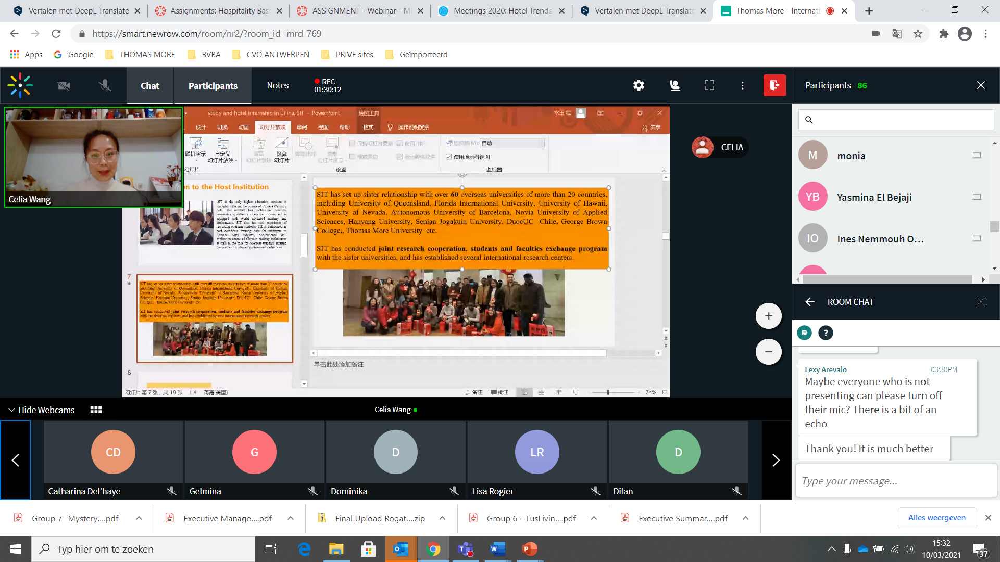 Vertalen met DeepL Translate
Assignments: Hospitality Basi
ASSIGNMENT - Webinar - MI
Meetings 2020: Hotel Trends
Vertalen met DeepL Translate
Thomas More - Internati
https://smart.newrow.com/room/nr2/?room_id=mrd-769
Apps
Google
THOMAS MORE
BVBA
CVO ANTWERPEN
PRIVE sites
Geïmporteerd
Chat
Participants
Notes
REC
01:30:12
Participants 86
study and hotel internship in China, SIT - PowerPoint
绘图工具
水玉 程
设计
切换
动画
幻灯片放映
审阅
视图
帮助
格式
操作说明搜索
共享
联机演示
自定义
幻灯片放映
隐藏
幻灯片
自动
使用演示者视图
幻灯片
设置
监视器
Celia Wang
CELIA
on to the Host Institution
SIT is the only higher education institute in
Shanghai offering the course of Chinese Culinary
Arts. The institute has professional teachers
possessing qualified cooking certificates and is
equipped with world advanced sanitary and
kitchenware. SIT also has rich experience of
recruiting overseas students. SIT is authorized as
post certificate training base for managers in
Chinese hotel industry, occupational skill
evaluation center of Chinese cooking technicians
as well as the base for overseas students entering
themselves for relevant professional certificates.
7
SIT has set up sister relationship with over 60 overseas universities of more than 20 countries,
including University of Queensland, Florida International University, University of Hawaii,
University of Nevada, Autonomous University of Barcelona, Novia University of Applied
Sciences, Hanyang University, Senian Jogakuin University, DuocUC Chile, George Brown
College,, Thomas More University etc.
SIT has conducted joint research cooperation, students and faculties exchange program
with the sister universities, and has established several international research centers.
8
SIT has set up sister relationship with over 60 overseas universities of more than 20 countries,
including University of Queensland, Florida International University, University of Hawaii,
University of Nevada, Autonomous University of Barcelona, Novia University of Applied
Sciences, Hanyang University, Senian Jogakuin University, DuocUC Chile, George Brown
College,, Thomas More University etc.
SIT has conducted joint research cooperation, students and faculties exchange program
with the sister universities, and has established several international research centers.
单击此处添加备注
幻灯片 第 7 张，共 19 张
英语(美国)
备注
批注
74%
M
monia
YB
Yasmina El Bejaji
IO
Ines Nemmouh O...
ROOM CHAT
Lexy Arevalo
03:30PM
Maybe everyone who is not
presenting can please turn off
their mic? There is a bit of an
echo
Thank you! It is much better
Type your message...
Hide Webcams
Celia Wang
CD
Catharina Del'haye
G
Gelmina
D
Dominika
LR
Lisa Rogier
D
Dilan
Group 7 -Mystery....pdf
Executive Manage....pdf
Final Upload Rogat....zip
Group 6 - TusLivin....pdf
Executive Summar....pdf
Alles weergeven
Typ hier om te zoeken
15:32
10/03/2021
37